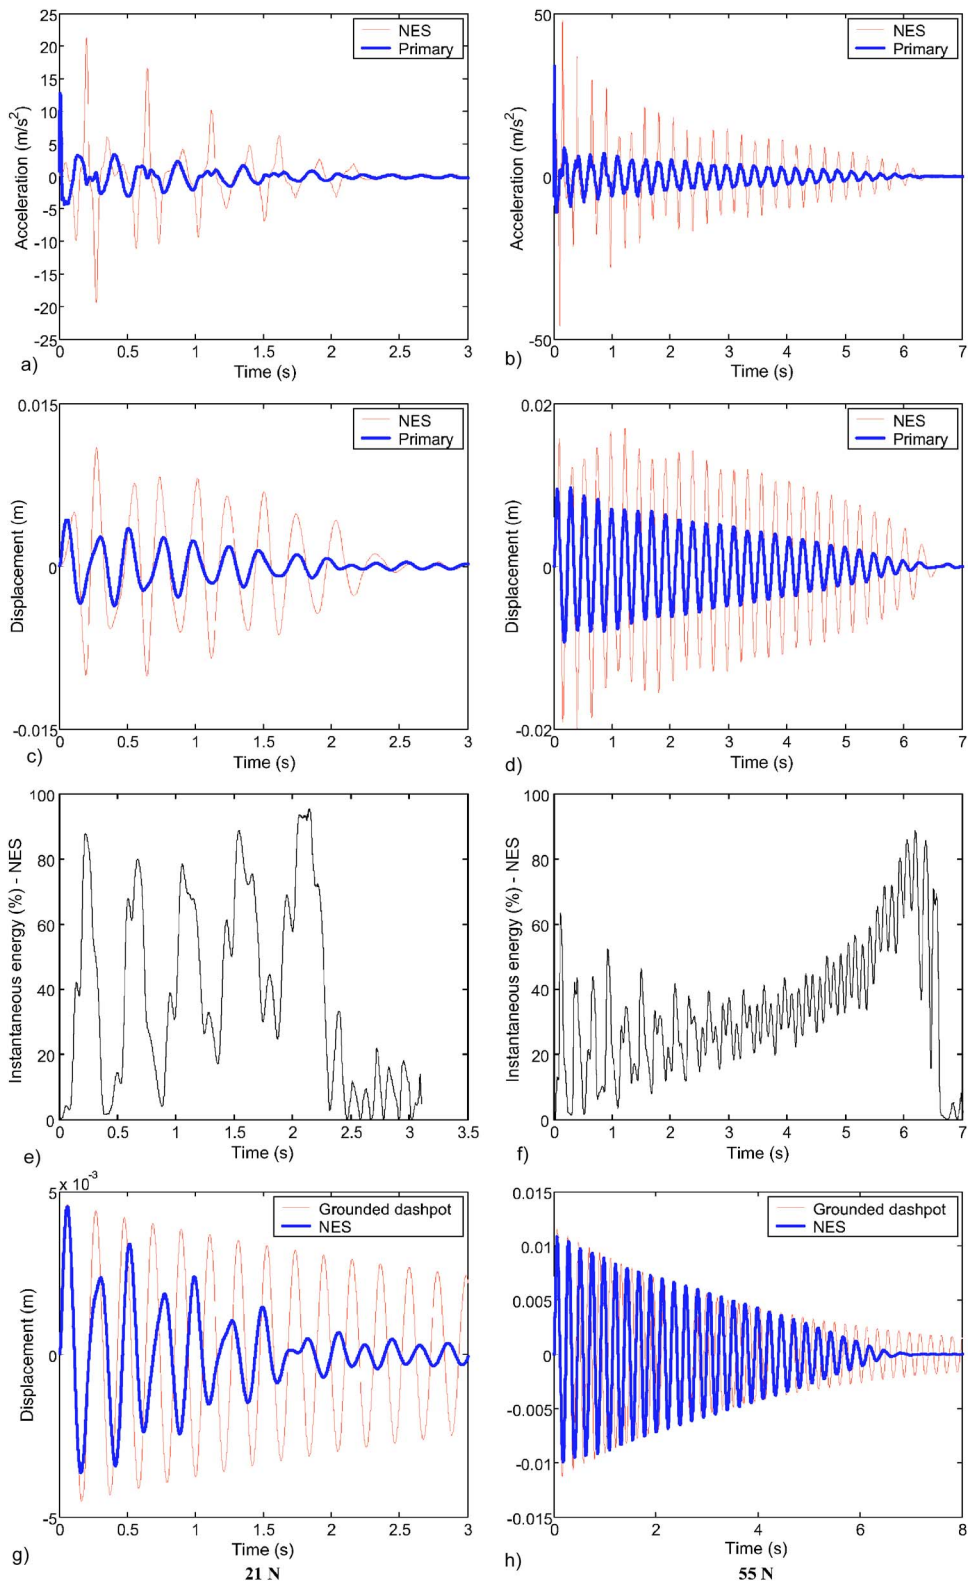 NES
Primary
25
20
15
10
5
0
-5
-10
-15
-20
-25
Acceleration (m/s²)
0 0.5 1 1.5 2 2.5 3
Time (s)
a)
NES
Primary
50
0
-50
Acceleration (m/s²)
0 1 2 3 4 5 6 7
Time (s)
b)
NES
Primary
0.015
0
-0.015
Displacement (m)
0 0.5 1 1.5 2 2.5 3
Time (s)
c)
NES
Primary
0.02
0
-0.02
Displacement (m)
0 1 2 3 4 5 6 7
Time (s)
d)
100
80
60
40
20
0
Instantaneous energy (%) - NES
0 0.5 1 1.5 2 2.5 3 3.5
Time (s)
e)
100
80
60
40
20
0
Instantaneous energy (%) - NES
0 1 2 3 4 5 6 7
Time (s)
f)
5 x 10⁻³
Grounded dashpot
NES
0
-5
Displacement (m)
0 0.5 1 1.5 2 2.5 3
Time (s)
g)
21 N
Grounded dashpot
NES
0.015
0.01
0.005
0
-0.005
-0.01
-0.015
Displacement (m)
0 2 4 6 8
Time (s)
h)
55 N